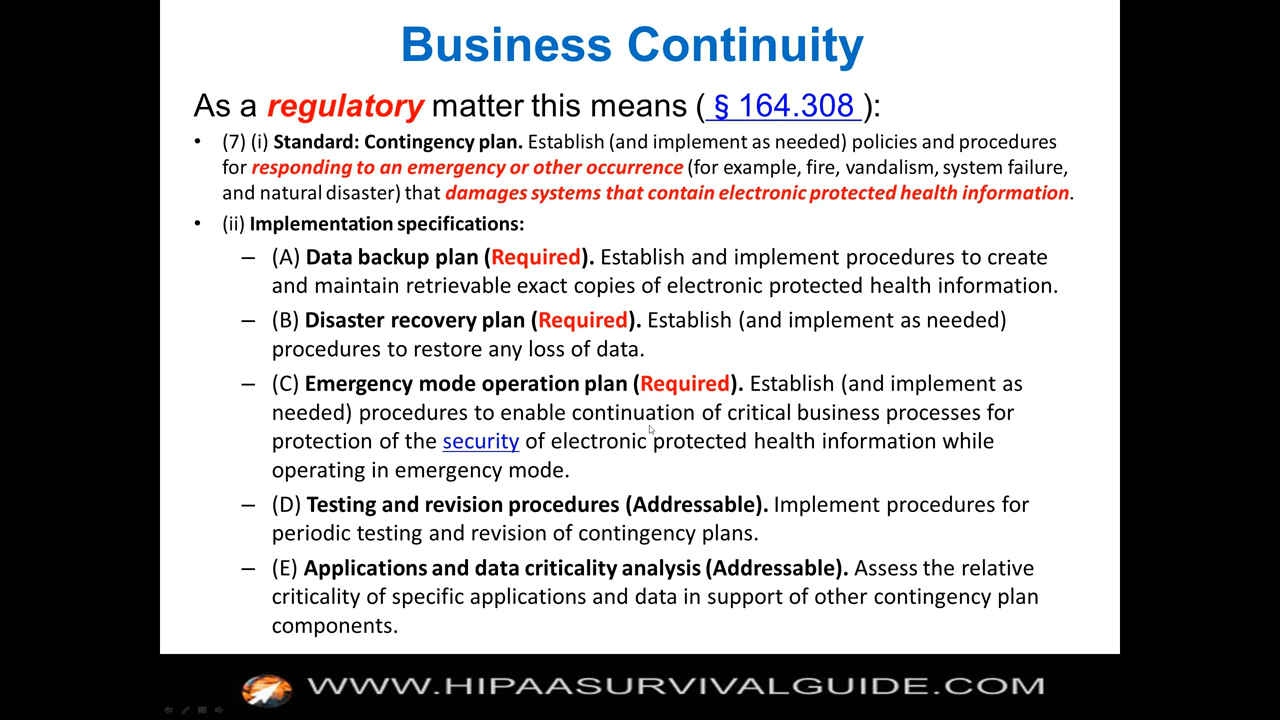 Business Continuity
As a regulatory matter this means ( § 164.308 ):
• (7) (i) Standard: Contingency plan. Establish (and implement as needed) policies and procedures
for responding to an emergency or other occurrence (for example, fire, vandalism, system failure,
and natural disaster) that damages systems that contain electronic protected health information.
• (ii) Implementation specifications:
– (A) Data backup plan (Required). Establish and implement procedures to create
and maintain retrievable exact copies of electronic protected health information.
– (B) Disaster recovery plan (Required). Establish (and implement as needed)
procedures to restore any loss of data.
– (C) Emergency mode operation plan (Required). Establish (and implement as
needed) procedures to enable continuation of critical business processes for
protection of the security of electronic protected health information while
operating in emergency mode.
– (D) Testing and revision procedures (Addressable). Implement procedures for
periodic testing and revision of contingency plans.
– (E) Applications and data criticality analysis (Addressable). Assess the relative
criticality of specific applications and data in support of other contingency plan
components.
WWW.HIPAASURVIVALGUIDE.COM